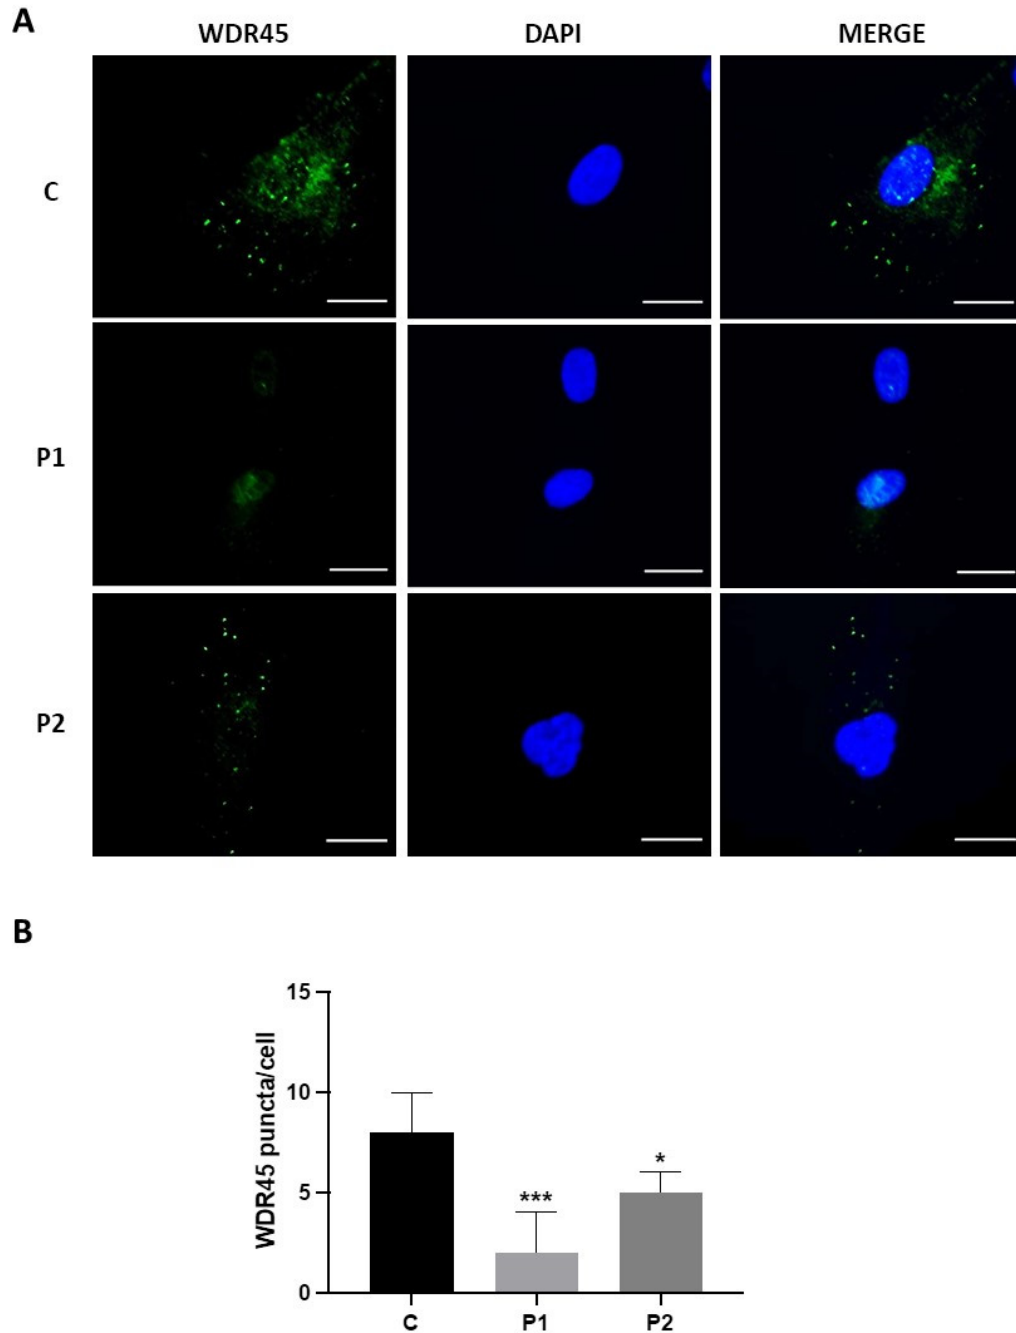 A
WDR45 DAPI MERGE
C
P1
P2
B
WDR45 puncta/cell
15
10
5
0
***
*
C P1 P2